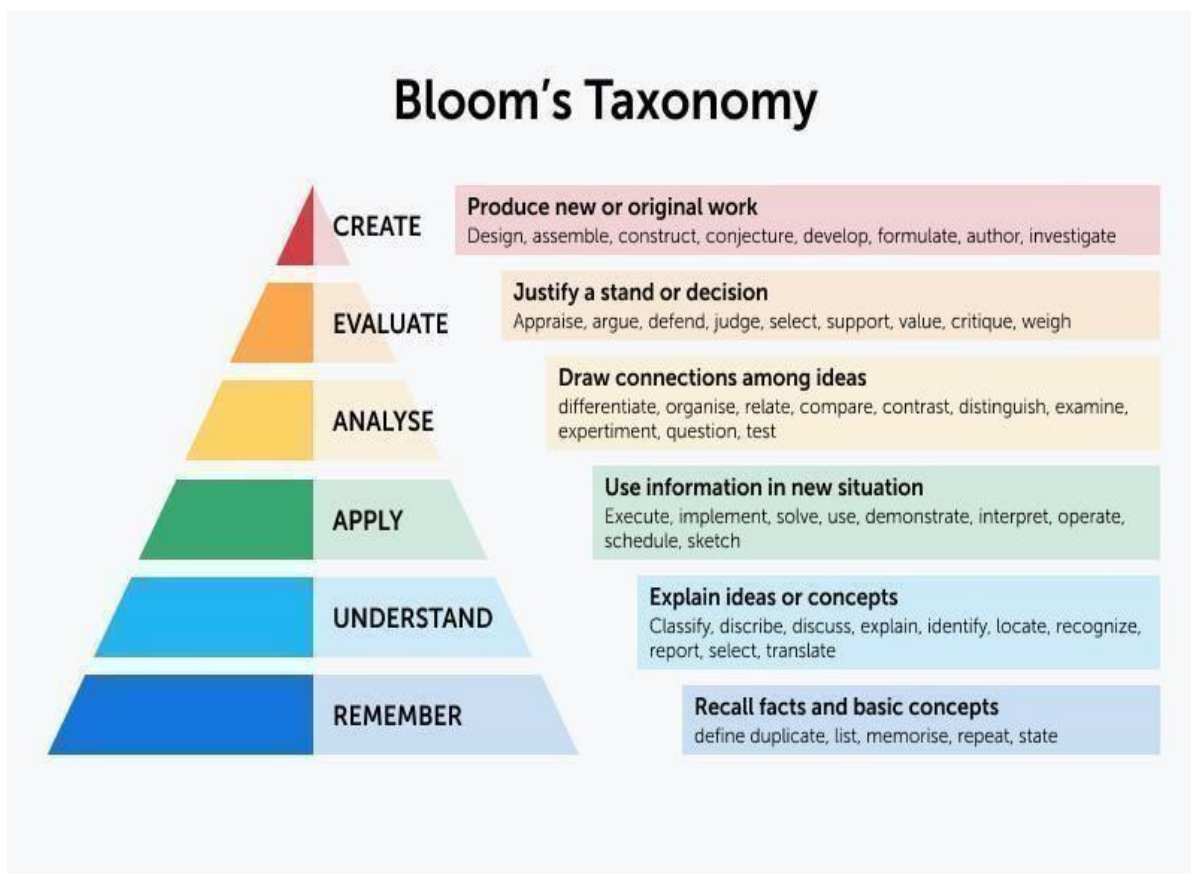 Bloom's Taxonomy
CREATE
Produce new or original work
Design, assemble, construct, conjecture, develop, formulate, author, investigate
EVALUATE
Justify a stand or decision
Appraise, argue, defend, judge, select, support, value, critique, weigh
ANALYSE
Draw connections among ideas
differentiate, organise, relate, compare, contrast, distinguish, examine,
expertiment, question, test
APPLY
Use information in new situation
Execute, implement, solve, use, demonstrate, interpret, operate,
schedule, sketch
UNDERSTAND
Explain ideas or concepts
Classify, discribe, discuss, explain, identify, locate, recognize,
report, select, translate
REMEMBER
Recall facts and basic concepts
define duplicate, list, memorise, repeat, state